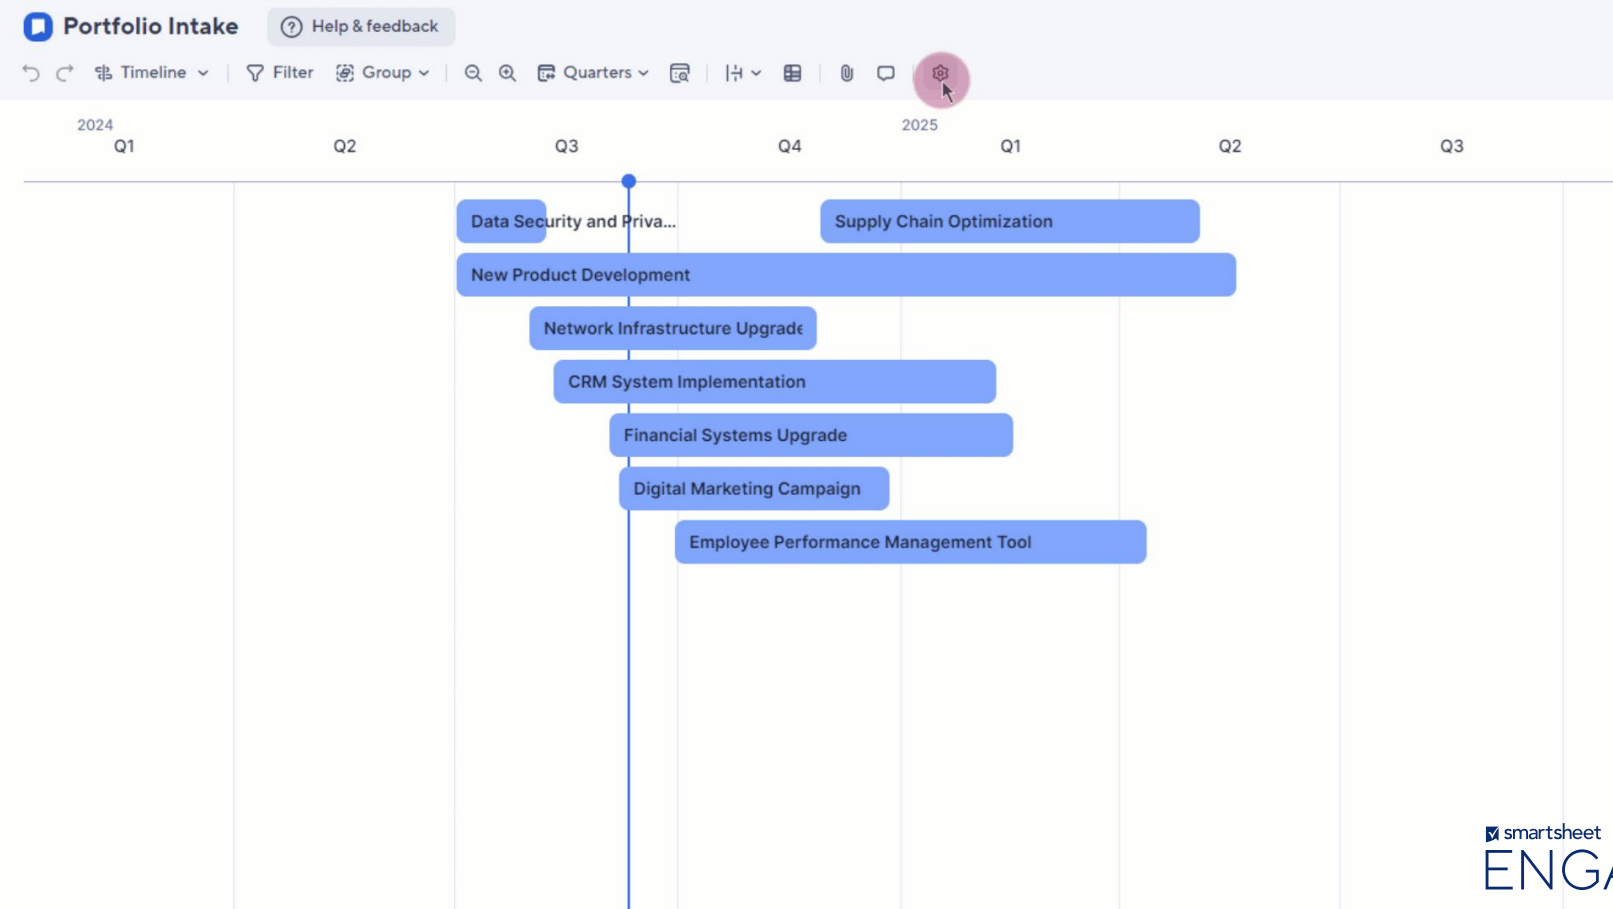 Portfolio Intake
Help & feedback
Timeline
Filter
Group
Quarters
2024
2025
Q1
Q2
Q3
Q4
Q1
Q2
Q3
Data Security and Priva...
Supply Chain Optimization
New Product Development
Network Infrastructure Upgrade
CRM System Implementation
Financial Systems Upgrade
Digital Marketing Campaign
Employee Performance Management Tool
smartsheet
ENGA